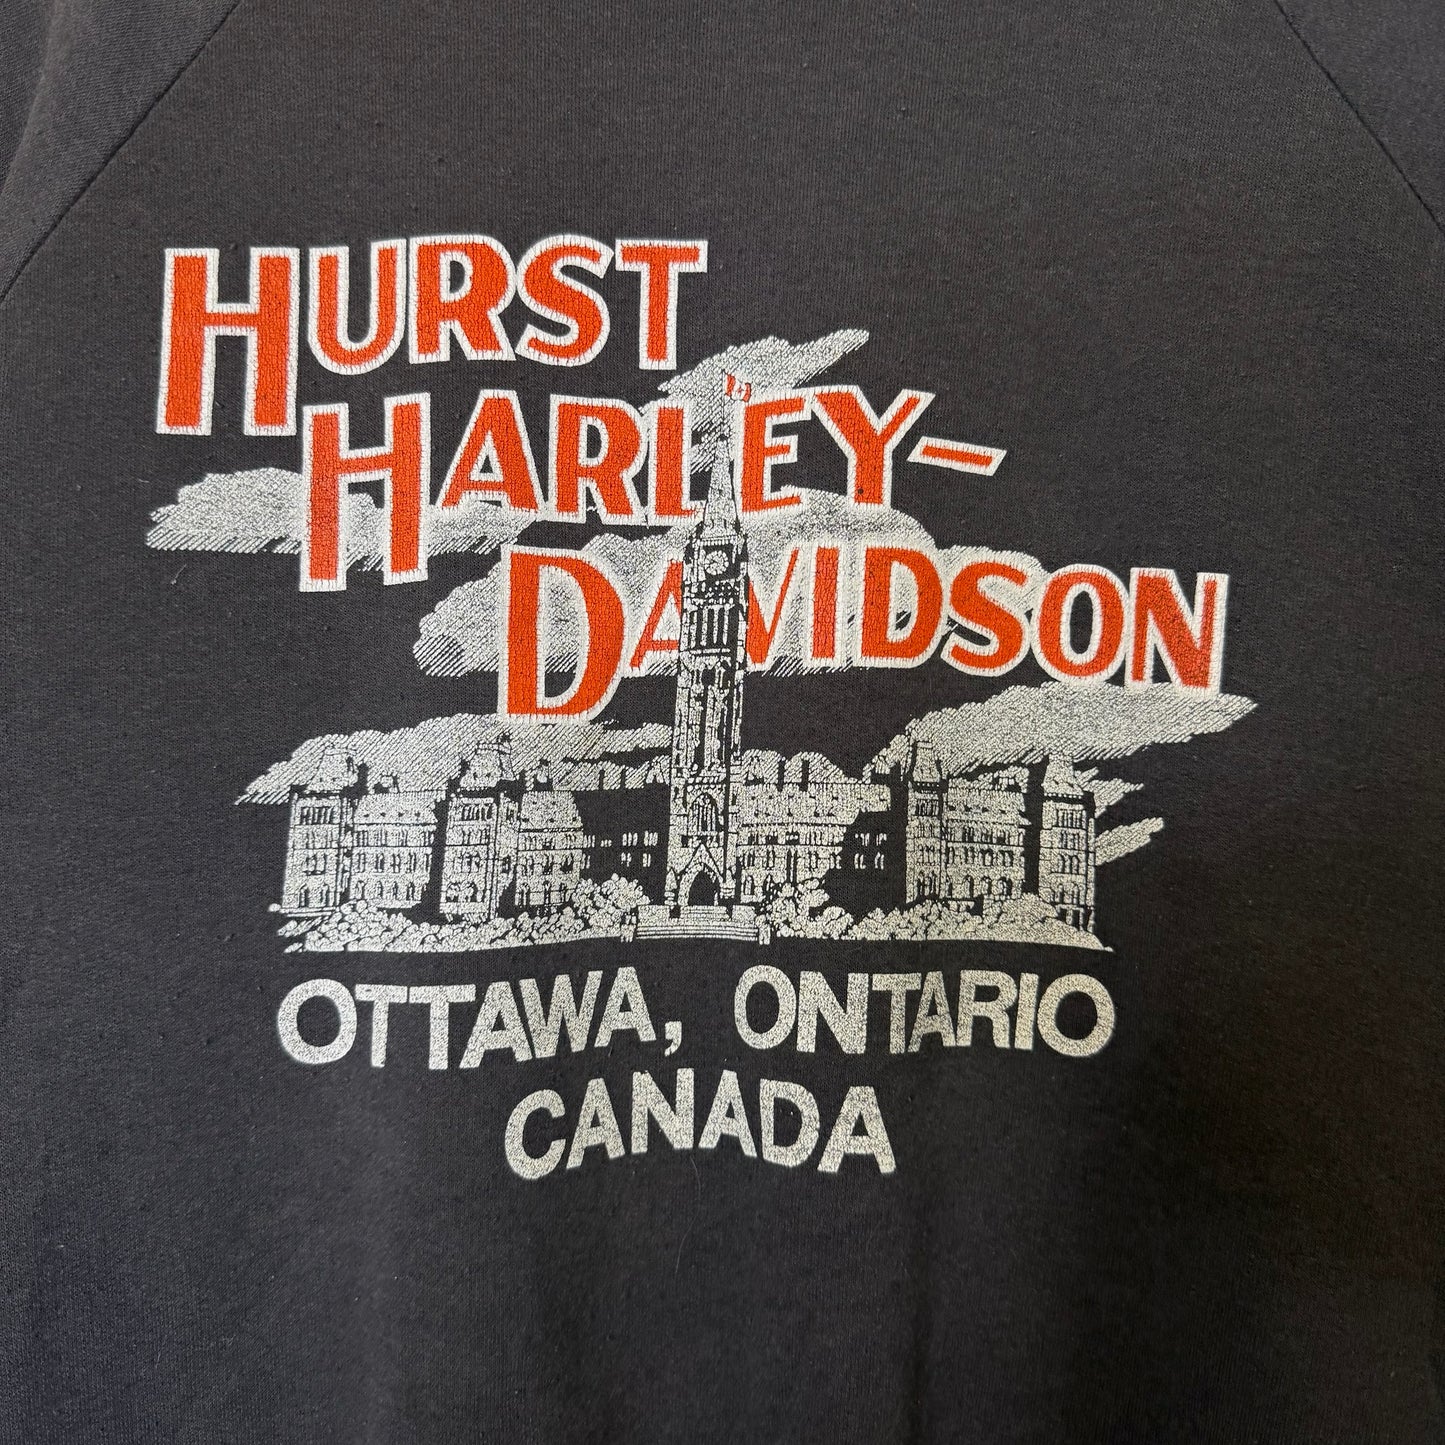 HURST
HARLEY-
DAVIDSON
OTTAWA, ONTARIO
CANADA